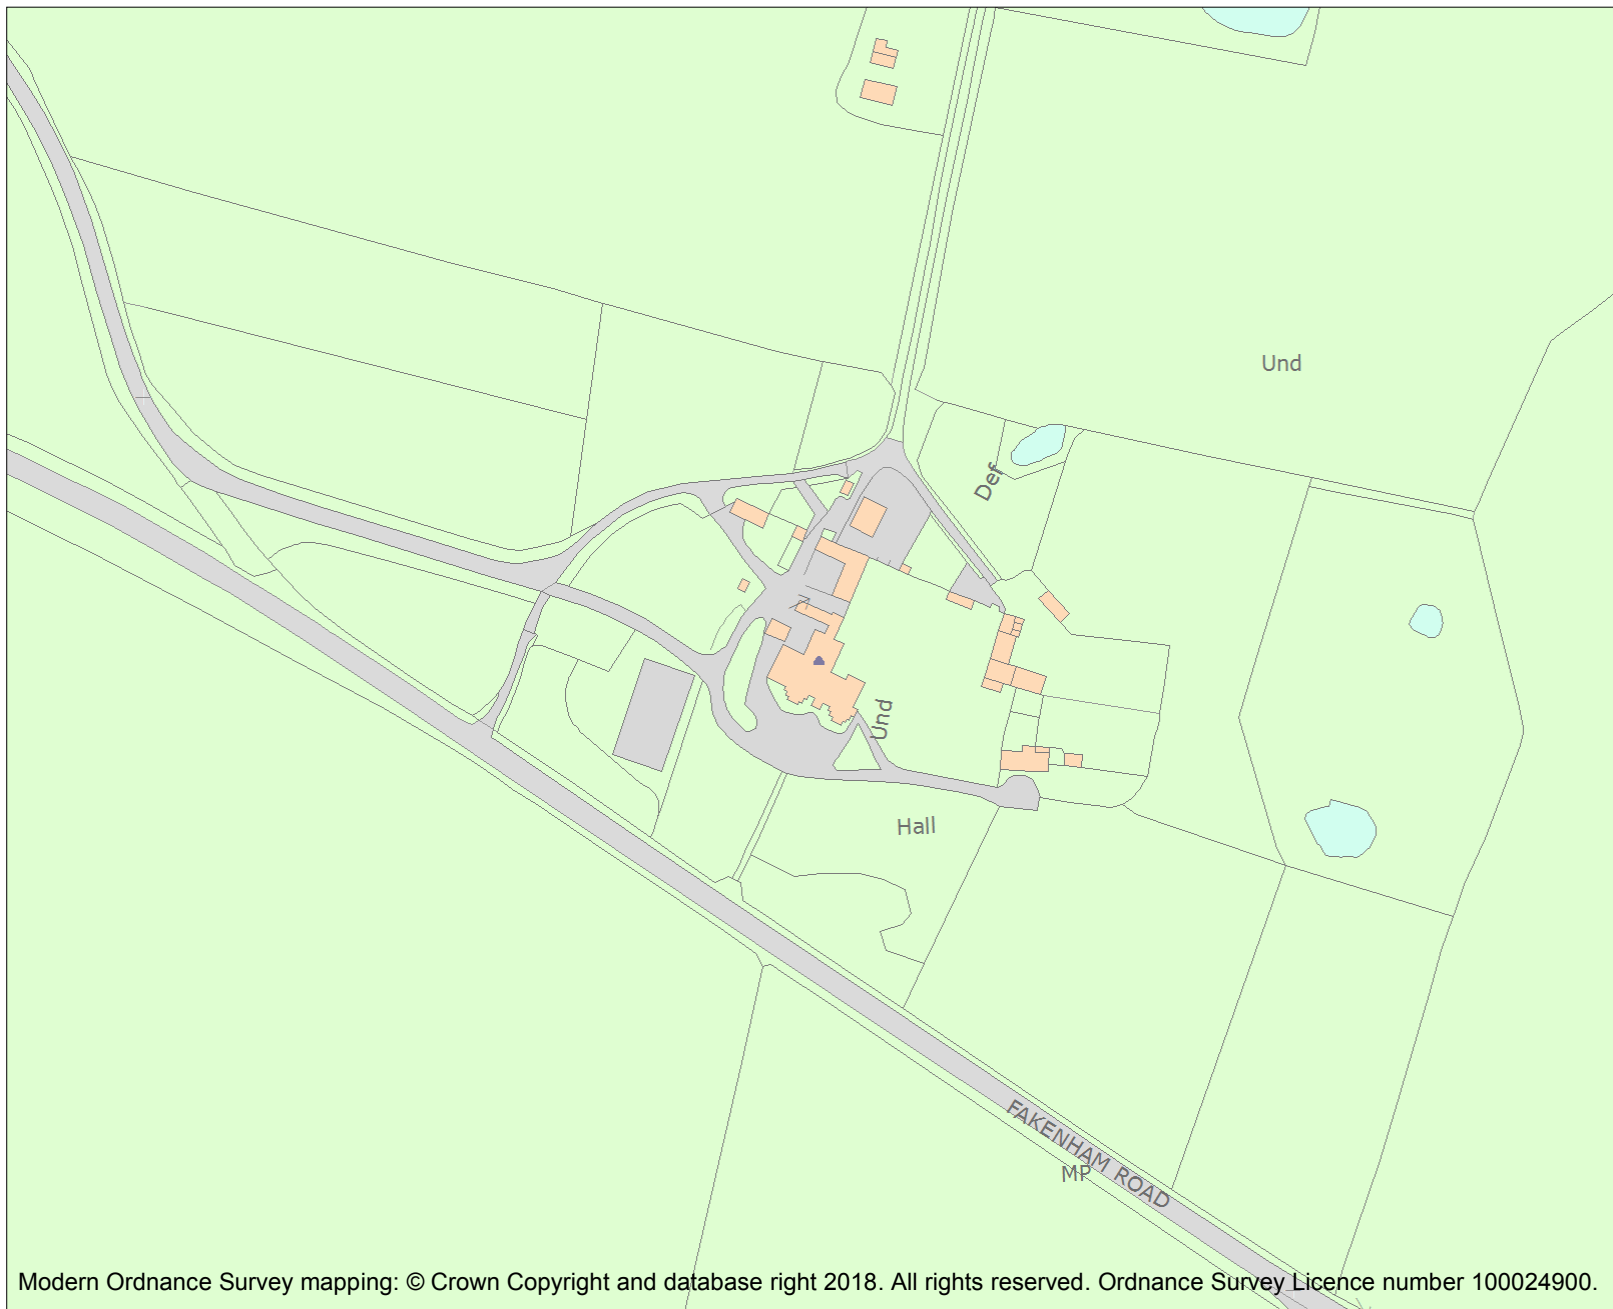 Und
Def
Und
Hall
FAKENHAM ROAD
MP
Modern Ordnance Survey mapping: © Crown Copyright and database right 2018. All rights reserved. Ordnance Survey Licence number 100024900.